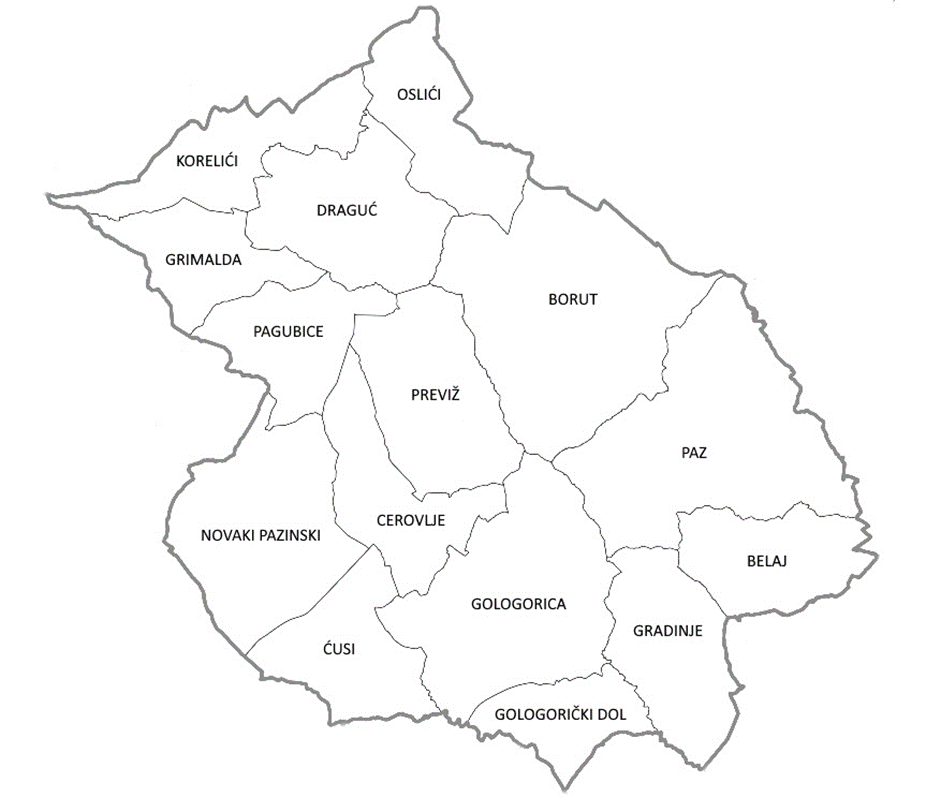 OSLIĆI
KORELIĆI
DRAGUĆ
GRIMALDA
BORUT
PAGUBICE
PREVIŽ
PAZ
CEROVLJE
NOVAKI PAZINSKI
BELAJ
GOLOGORICA
GRADINJE
ĆUSI
GOLOGORIČKI DOL